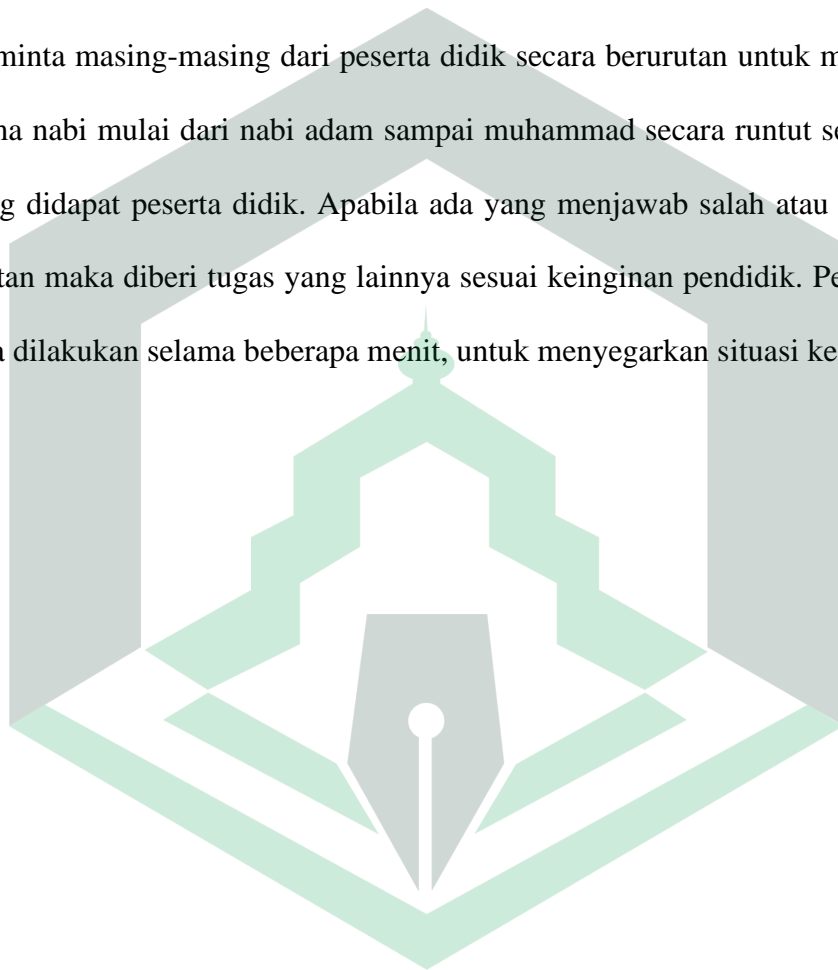 minta masing-masing dari peserta didik secara berurutan untuk m
na nabi mulai dari nabi adam sampai muhammad secara runtut se
g didapat peserta didik. Apabila ada yang menjawab salah atau
tan maka diberi tugas yang lainnya sesuai keinginan pendidik. Pe
a dilakukan selama beberapa menit, untuk menyegarkan situasi ke